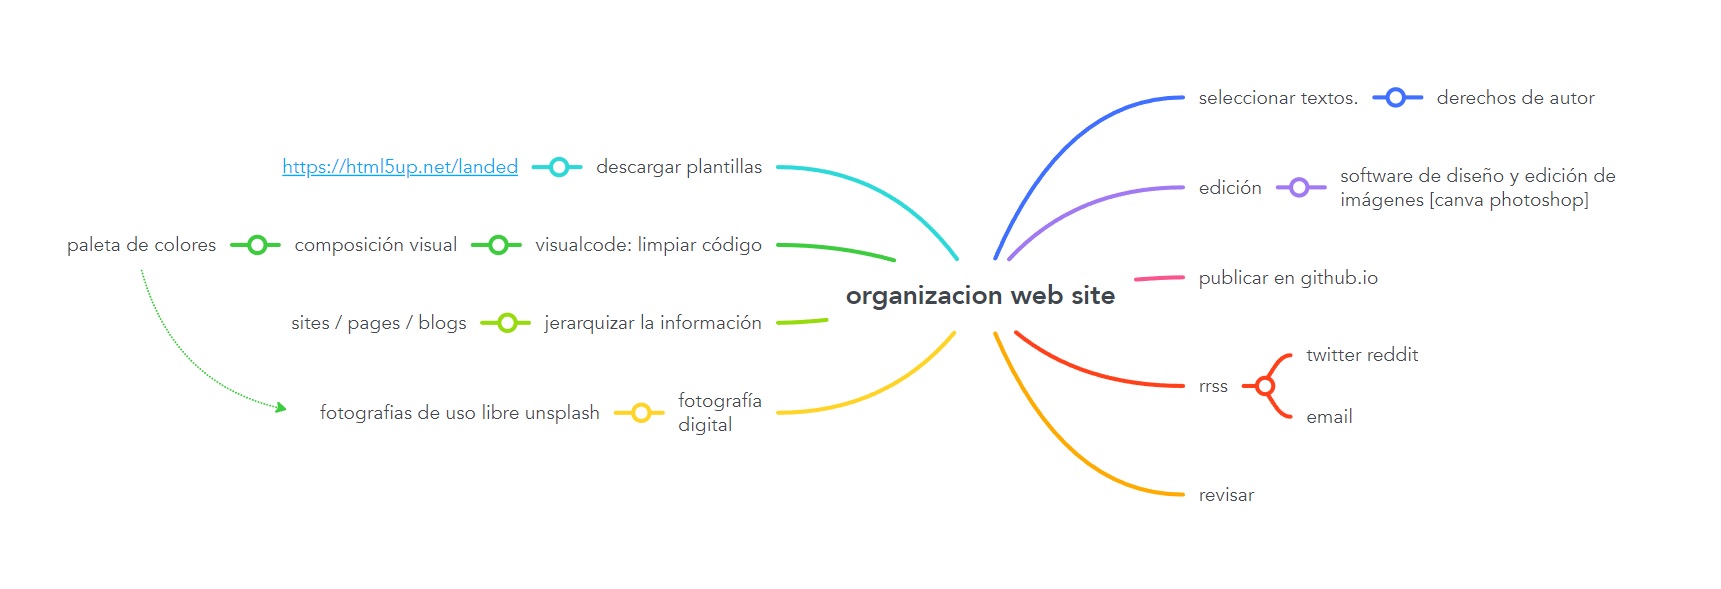 organizacion web site
seleccionar textos.
derechos de autor
edición
software de diseño y edición de
imágenes [canva photoshop]
publicar en github.io
rrss
twitter reddit
email
revisar
descargar plantillas
https://html5up.net/landed
visualcode: limpiar código
composición visual
paleta de colores
jerarquizar la información
sites / pages / blogs
fotografía
digital
fotografias de uso libre unsplash